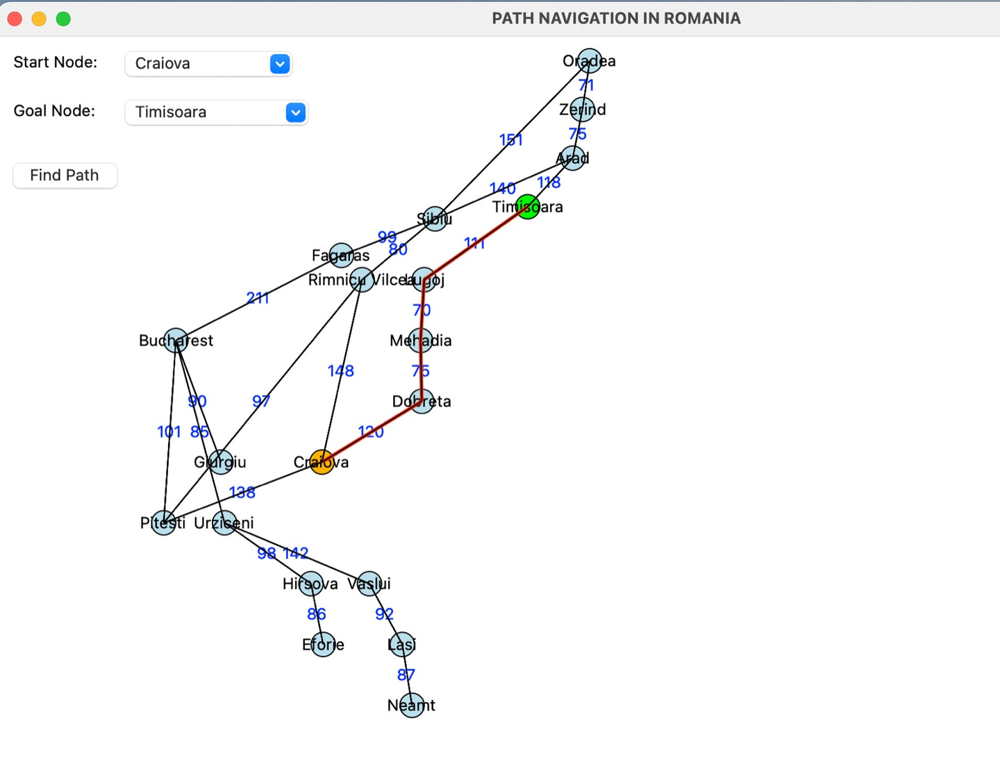 PATH NAVIGATION IN ROMANIA
Start Node:
Craiova
Goal Node:
Timisoara
Find Path
Oradea
71
Zerind
75
151
Arad
118
140
Timisoara
Sibiu
99
80
111
Fagaras
Rimnicu Vilcea
Lugoj
211
70
Bucharest
Mehadia
148
75
90
97
Dobreta
101
85
120
Giurgiu
Craiova
138
Pitesti
Urziceni
98
142
Hirsova
Vaslui
86
92
Eforie
Lasi
87
Neamt